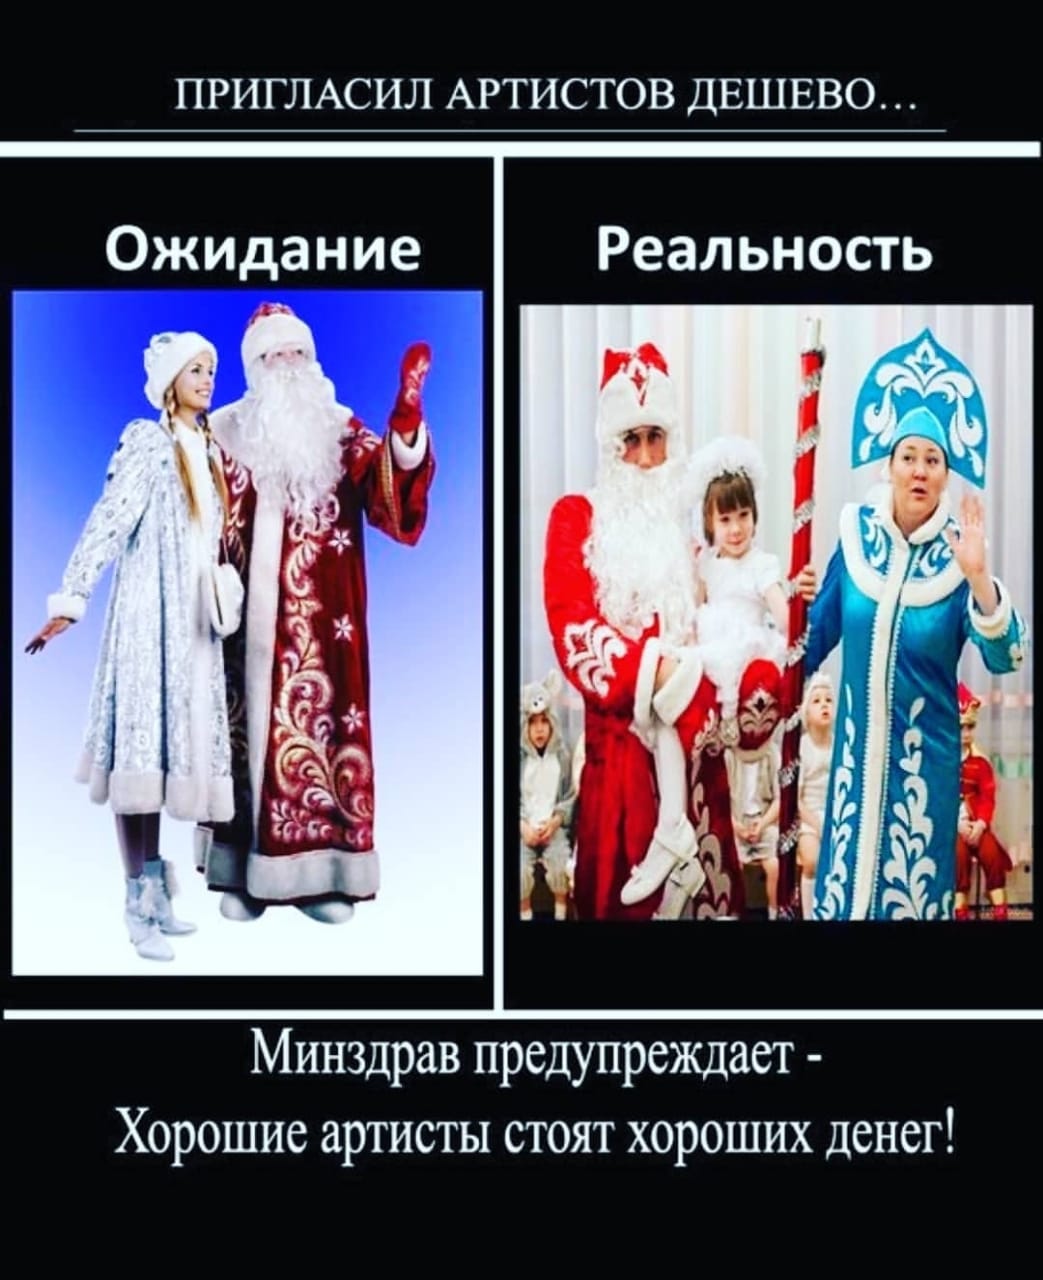 ПРИГЛАСИЛ АРТИСТОВ ДЕШЕВО...
Ожидание
Реальность
Минздрав предупреждает -
Хорошие артисты стоят хороших денег!